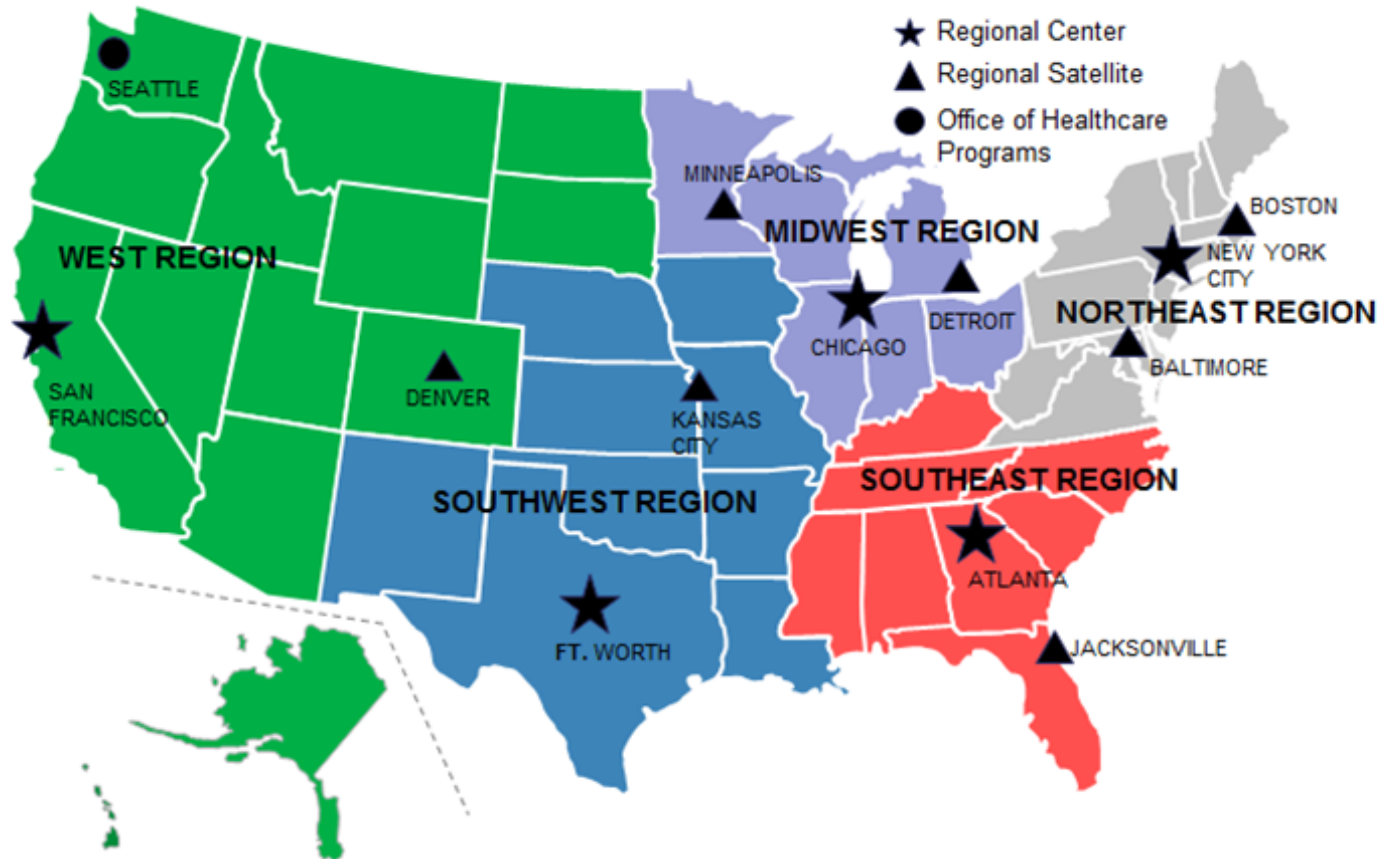 Regional Center
Regional Satellite
Office of Healthcare
Programs
SEATTLE
MINNEAPOLIS
BOSTON
MIDWEST REGION
WEST REGION
NEW YORK
CITY
NORTHEAST REGION
DETROIT
CHICAGO
BALTIMORE
SAN
FRANCISCO
DENVER
KANSAS
CITY
SOUTHEAST REGION
SOUTHWEST REGION
ATLANTA
FT. WORTH
JACKSONVILLE